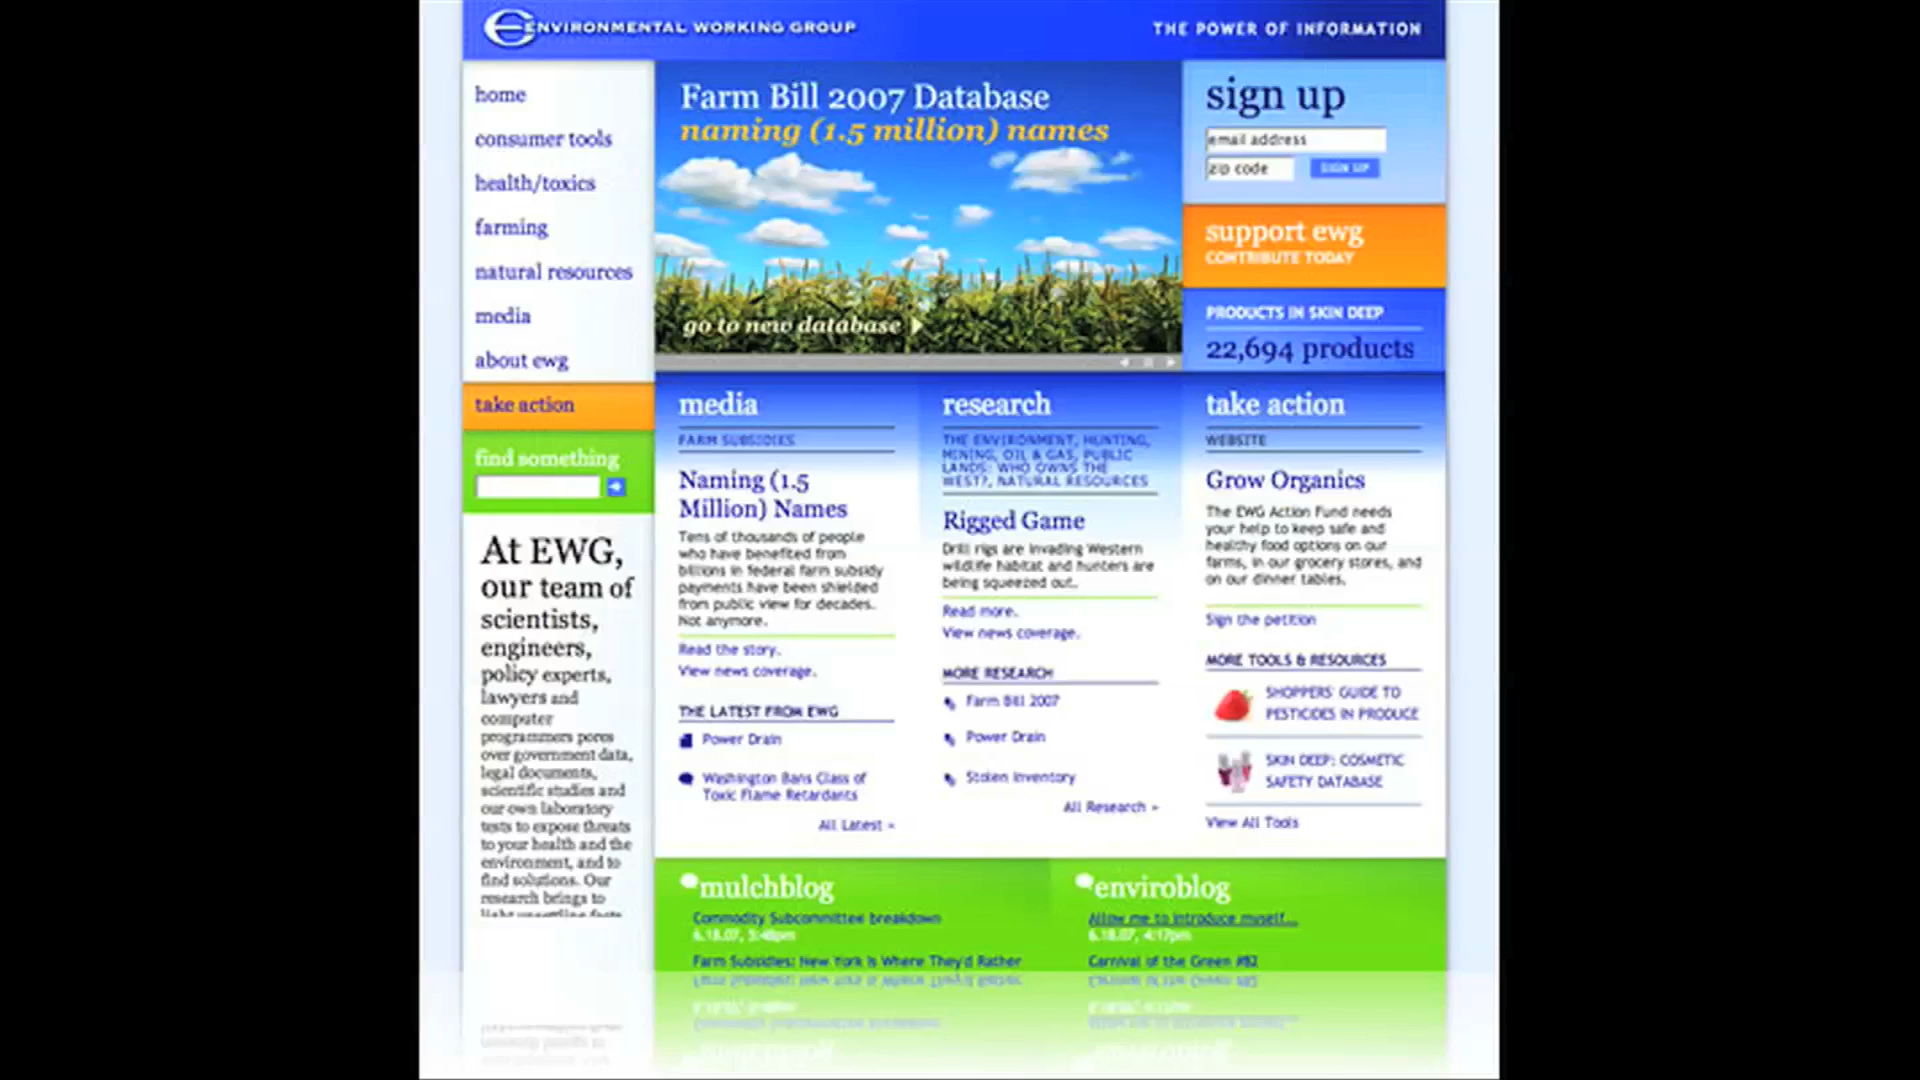 ENVIRONMENTAL WORKING GROUP
THE POWER OF INFORMATION
home
consumer tools
health/toxics
farming
natural resources
media
about ewg
take action
find something
At EWG,
our team of
scientists,
engineers,
policy experts,
lawyers and
computer
programmers pores
over government data,
legal documents,
scientific studies and
our own laboratory
tests to expose threats
to your health and the
environment, and to
find solutions. Our
research brings to
Farm Bill 2007 Database
naming (1.5 million) names
go to new database
sign up
email address
zip code
SIGN UP
support ewg
CONTRIBUTE TODAY
PRODUCTS IN SKIN DEEP
22,694 products
media
FARM SUBSIDIES
Naming (1.5
Million) Names
Tens of thousands of people
who have benefited from
billions in federal farm subsidy
payments have been shielded
from public view for decades.
Not anymore.
Read the story.
View news coverage.
THE LATEST FROM EWG
Power Drain
Washington Bans Class of
Toxic Flame Retardants
All Latest »
research
THE ENVIRONMENT, HUNTING,
MINING, OIL & GAS, PUBLIC
LANDS: WHO OWNS THE
WEST?, NATURAL RESOURCES
Rigged Game
Drill rigs are invading Western
wildlife habitat and hunters are
being squeezed out.
Read more.
View news coverage.
MORE RESEARCH
Farm Bill 2007
Power Drain
Stolen Inventory
All Research »
take action
WEBSITE
Grow Organics
The EWG Action Fund needs
your help to keep safe and
healthy food options on our
farms, in our grocery stores, and
on our dinner tables.
Sign the petition
MORE TOOLS & RESOURCES
SHOPPERS' GUIDE TO
PESTICIDES IN PRODUCE
SKIN DEEP: COSMETIC
SAFETY DATABASE
View All Tools
mulchblog
Commodity Subcommittee breakdown
6.18.07, 5:48pm
Farm Subsidies: New York Is Where They'd Rather
enviroblog
Allow me to introduce myself...
6.18.07, 4:17pm
Carnival of the Green #82